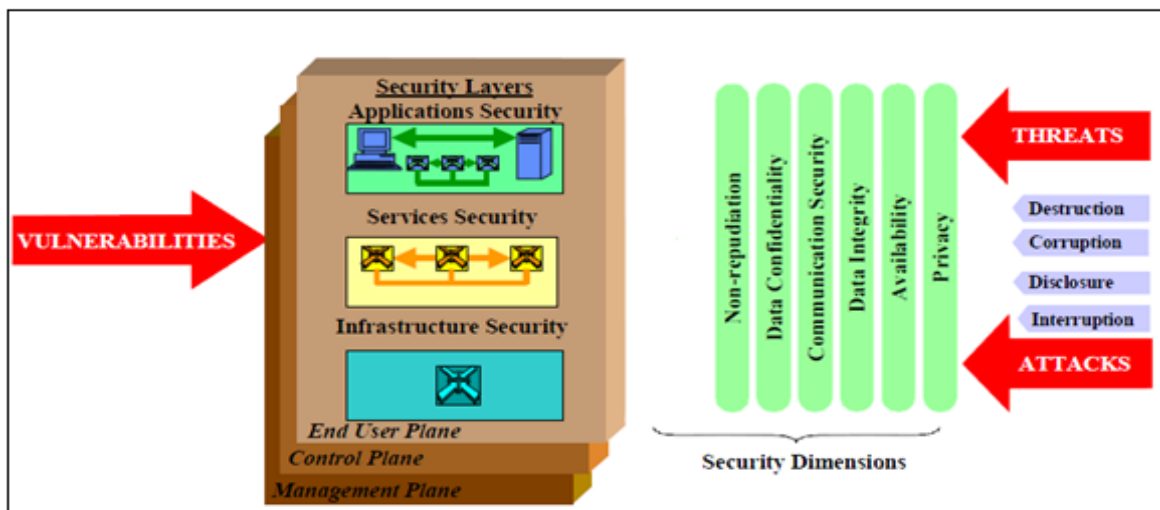 Security Layers
Applications Security
Services Security
Infrastructure Security
End User Plane
Control Plane
Management Plane
VULNERABILITIES
Non-repudiation
Data Confidentiality
Communication Security
Data Integrity
Availability
Privacy
Security Dimensions
THREATS
Destruction
Corruption
Disclosure
Interruption
ATTACKS